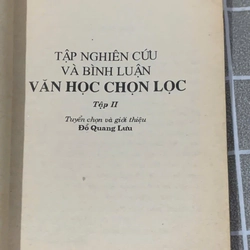 TẬP NGHIÊN CỨU
VÀ BÌNH LUẬN
VĂN HỌC CHỌN LỌC
Tập II
Tuyển chọn và giới thiệu
Đỗ Quang Lưu